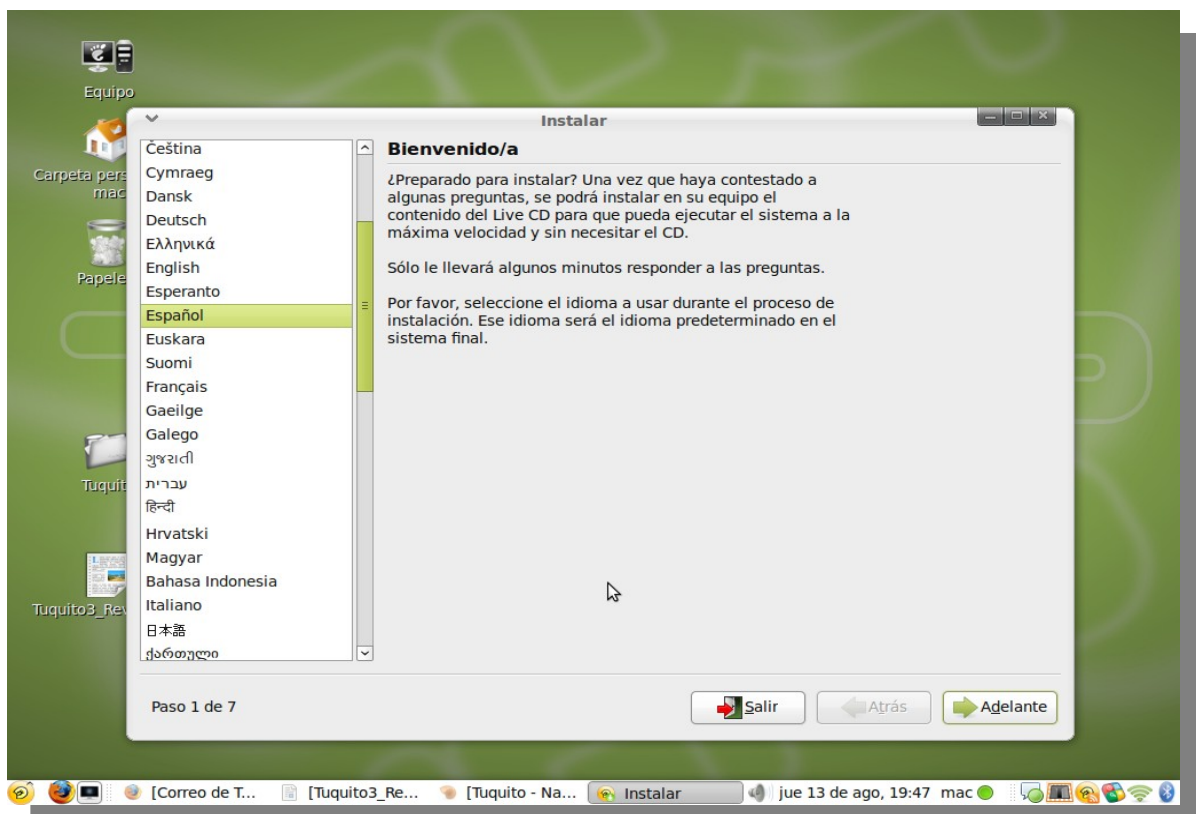 Equipo
Instalar
Carpeta pers
mac
Papele
Tuquit
Tuquito3_Rev
Čeština
Cymraeg
Dansk
Deutsch
Ελληνικά
English
Esperanto
Español
Euskara
Suomi
Français
Gaeilge
Galego
ગુજરાતી
עברית
हिन्दी
Hrvatski
Magyar
Bahasa Indonesia
Italiano
日本語
ქართული
Bienvenido/a
¿Preparado para instalar? Una vez que haya contestado a
algunas preguntas, se podrá instalar en su equipo el
contenido del Live CD para que pueda ejecutar el sistema a la
máxima velocidad y sin necesitar el CD.
Sólo le llevará algunos minutos responder a las preguntas.
Por favor, seleccione el idioma a usar durante el proceso de
instalación. Ese idioma será el idioma predeterminado en el
sistema final.
Paso 1 de 7
Salir
Atrás
Adelante
[Correo de T...
[Tuquito3_Re...
[Tuquito - Na...
Instalar
jue 13 de ago, 19:47
mac